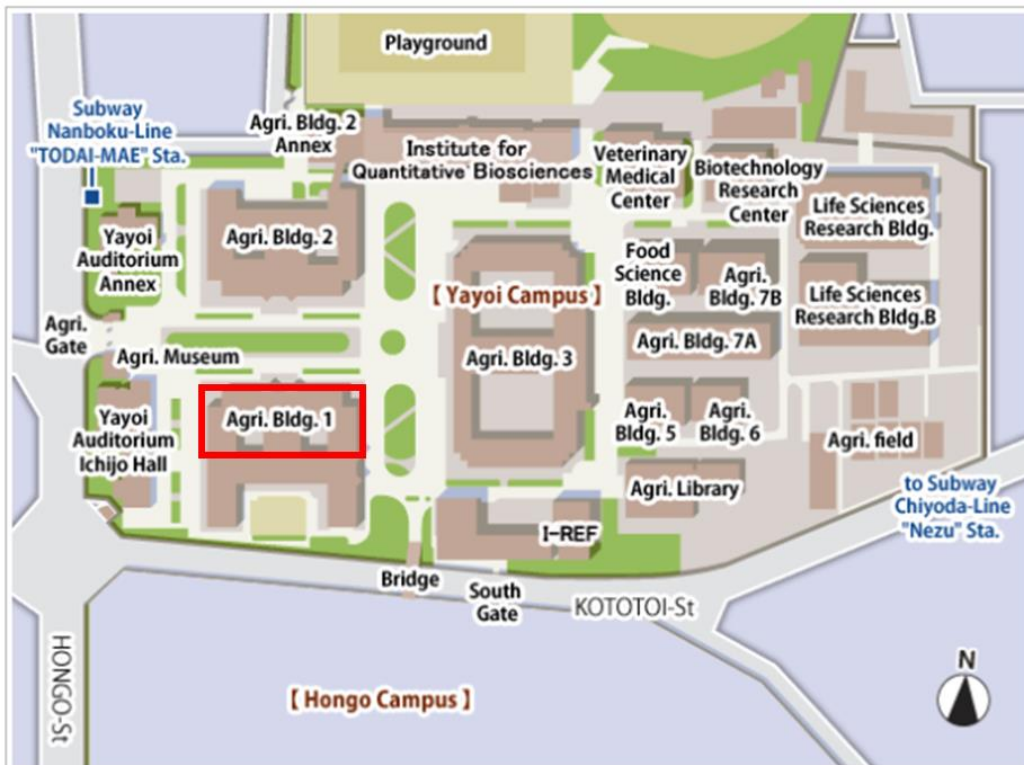 Playground
Subway
Nanboku-Line
"TODAI-MAE" Sta.
Agri. Bldg. 2
Annex
Institute for
Quantitative Biosciences
Veterinary
Medical
Center
Biotechnology
Research
Center
Life Sciences
Research Bldg.
Yayoi
Auditorium
Annex
Agri. Bldg. 2
Food
Science
Bldg.
Agri.
Bldg. 7B
【 Yayoi Campus 】
Life Sciences
Research Bldg.B
Agri.
Gate
Agri. Museum
Agri. Bldg. 3
Agri. Bldg. 7A
Yayoi
Auditorium
Ichijo Hall
Agri. Bldg. 1
Agri.
Bldg. 5
Agri.
Bldg. 6
Agri. field
Agri. Library
to Subway
Chiyoda-Line
"Nezu" Sta.
I-REF
Bridge
South
Gate
KOTOTOI-St
HONGO-St
【 Hongo Campus 】
N